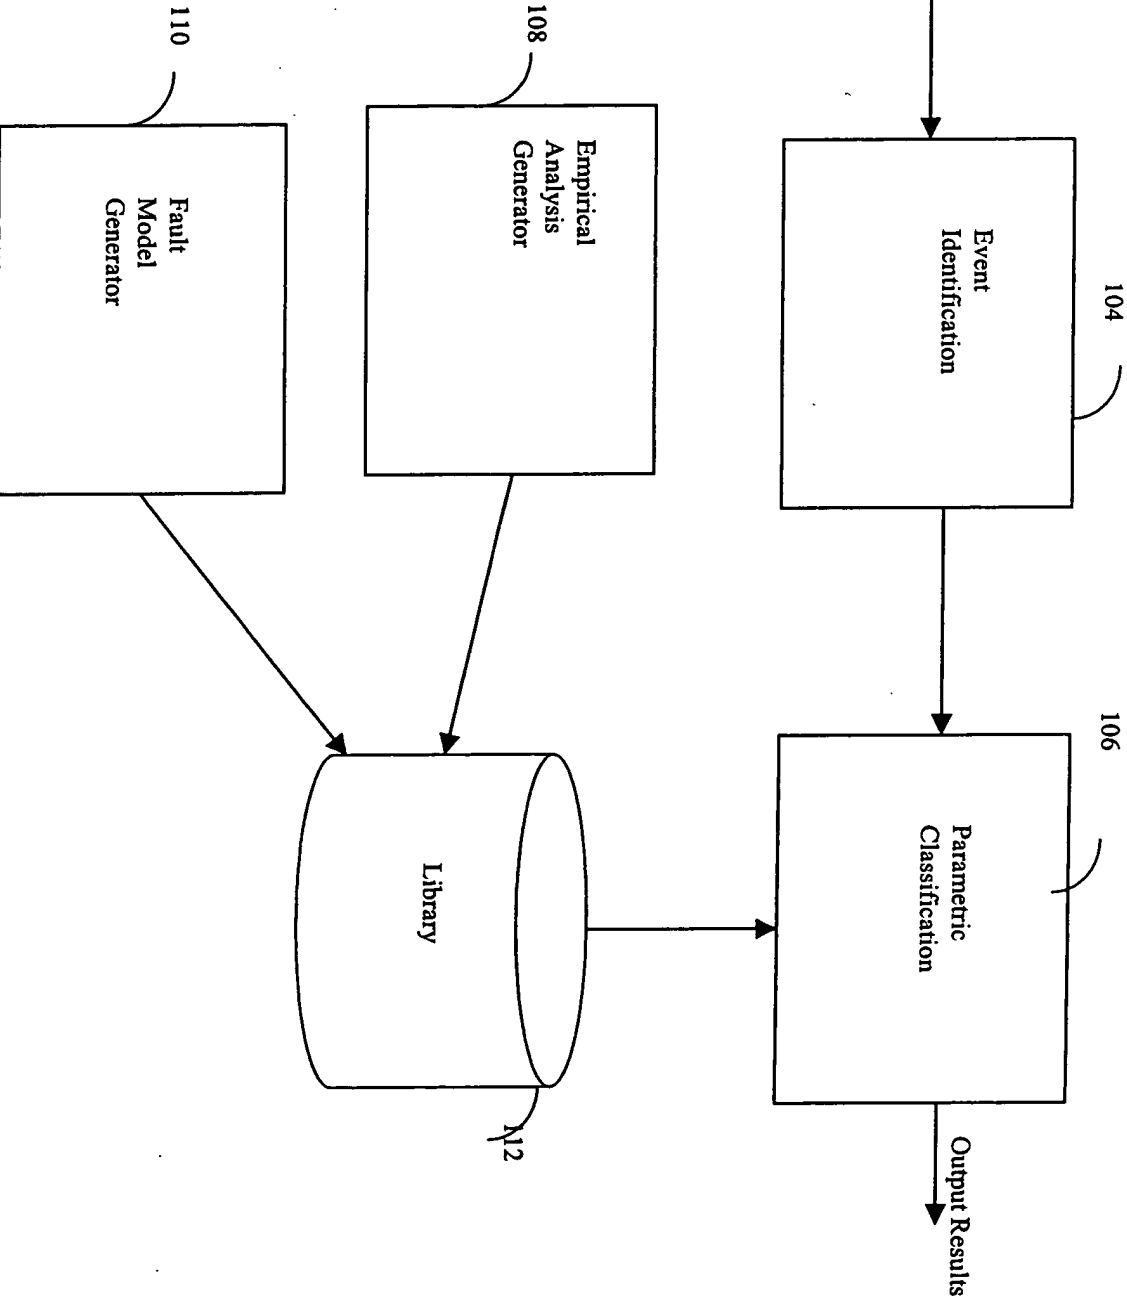 104
Event
Identification
106
Parametric
Classification
Output Results
108
Empirical
Analysis
Generator
112
Library
110
Fault
Model
Generator